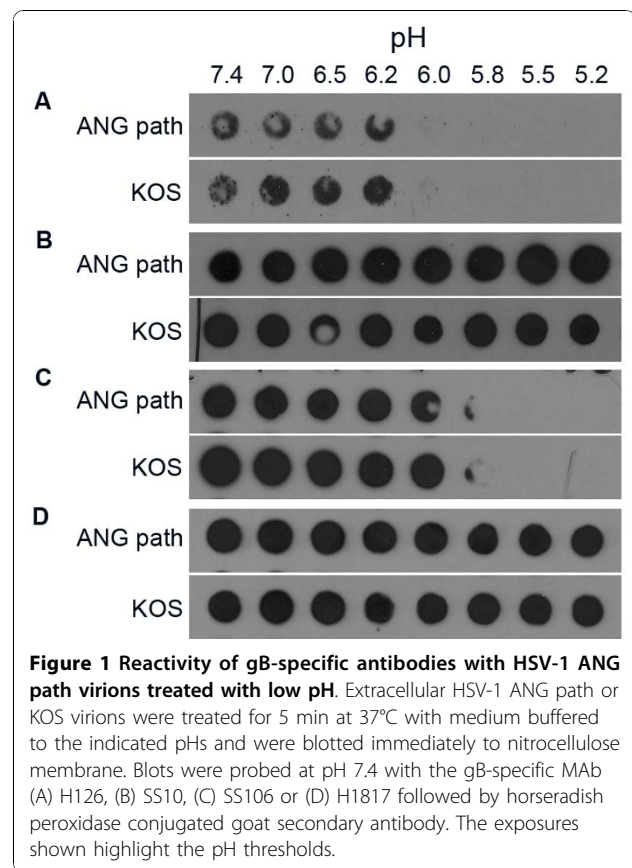 pH
7.4 7.0 6.5 6.2 6.0 5.8 5.5 5.2
A
ANG path
KOS
B
ANG path
KOS
C
ANG path
KOS
D
ANG path
KOS
Figure 1 Reactivity of gB-specific antibodies with HSV-1 ANG
path virions treated with low pH. Extracellular HSV-1 ANG path or
KOS virions were treated for 5 min at 37°C with medium buffered
to the indicated pHs and were blotted immediately to nitrocellulose
membrane. Blots were probed at pH 7.4 with the gB-specific MAb
(A) H126, (B) SS10, (C) SS106 or (D) H1817 followed by horseradish
peroxidase conjugated goat secondary antibody. The exposures
shown highlight the pH thresholds.